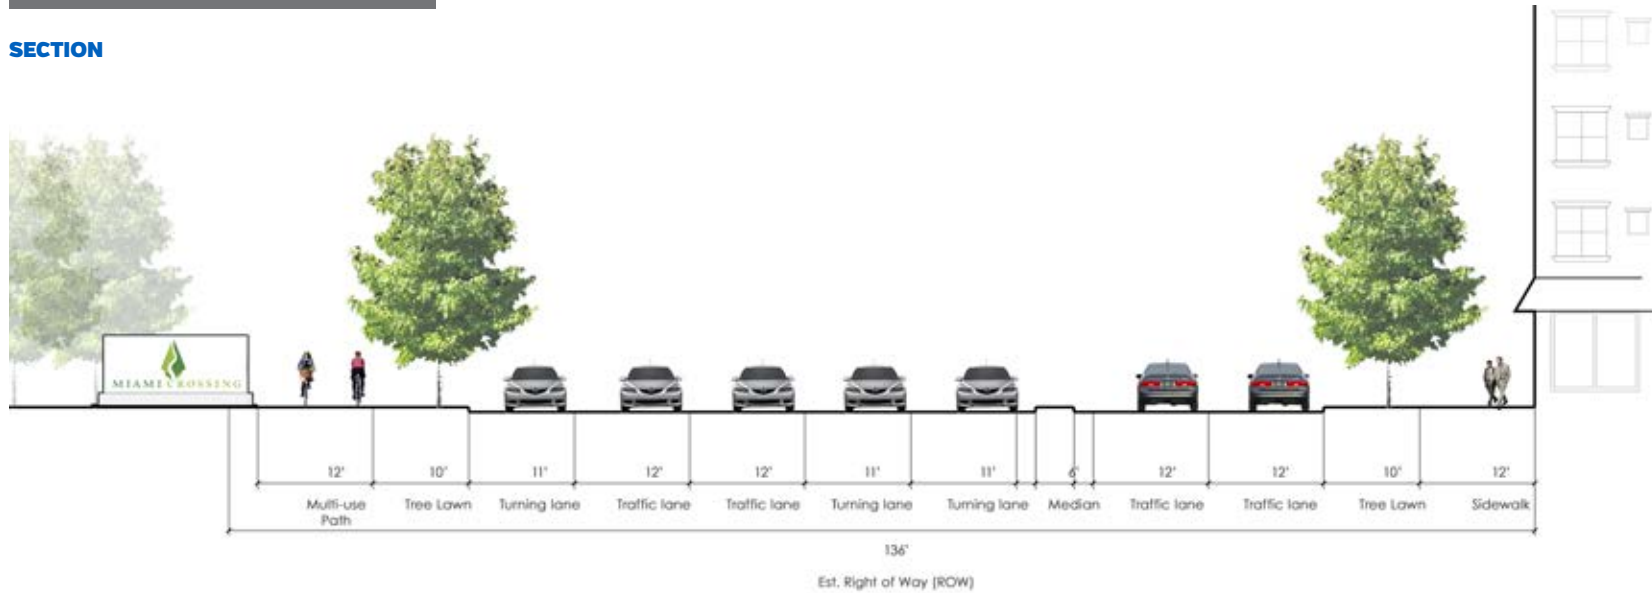 SECTION
MIAMI CROSSING
12' 10' 11' 12' 12' 11' 11' 6' 12' 12' 10' 12'
Multi-use Path Tree Lawn Turning lane Traffic lane Traffic lane Turning lane Turning lane Median Traffic lane Traffic lane Tree Lawn Sidewalk
136'
Est. Right of Way (ROW)